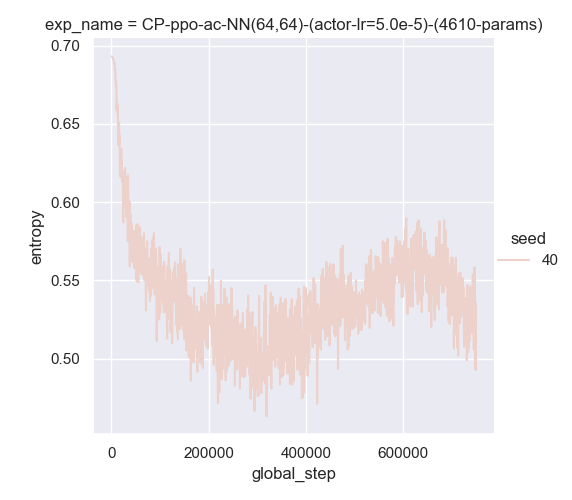 exp_name = CP-ppo-ac-NN(64,64)-(actor-lr=5.0e-5)-(4610-params)
0.70
0.65
0.60
0.55
0.50
entropy
0 200000 400000 600000
global_step
seed
40